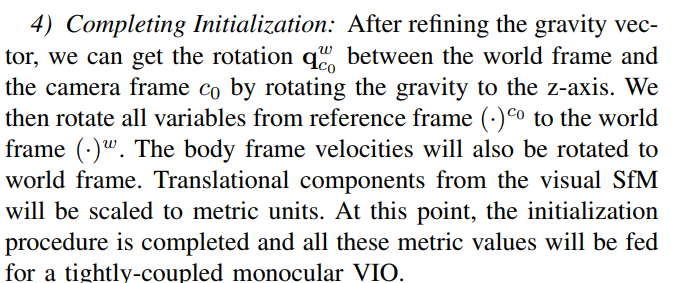 4) Completing Initialization: After refining the gravity vec-
tor, we can get the rotation q_{c_0}^w between the world frame and
the camera frame c_0 by rotating the gravity to the z-axis. We
then rotate all variables from reference frame (·)^{c_0} to the world
frame (·)^w. The body frame velocities will also be rotated to
world frame. Translational components from the visual SfM
will be scaled to metric units. At this point, the initialization
procedure is completed and all these metric values will be fed
for a tightly-coupled monocular VIO.